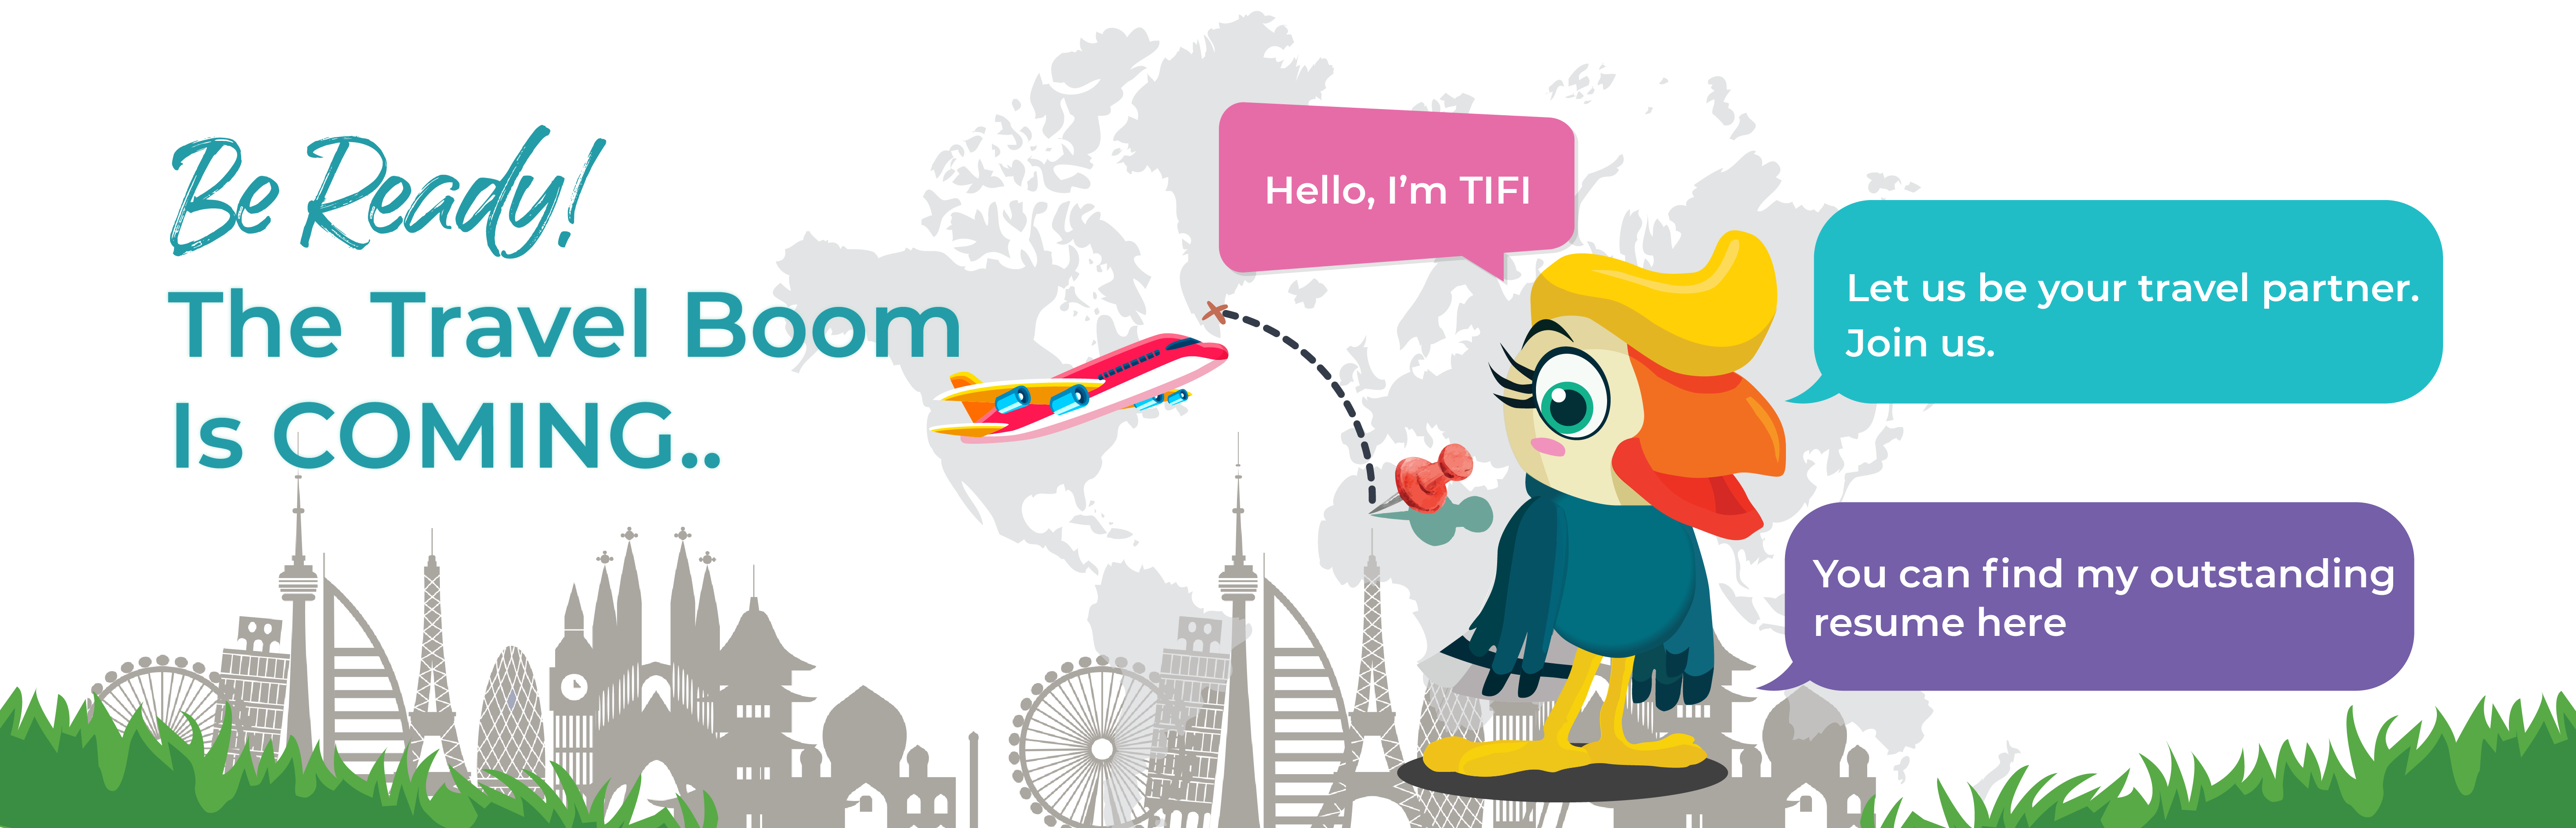 Be Ready!
The Travel Boom
Is COMING..
Hello, I'm TIFI
Let us be your travel partner.
Join us.
You can find my outstanding
resume here